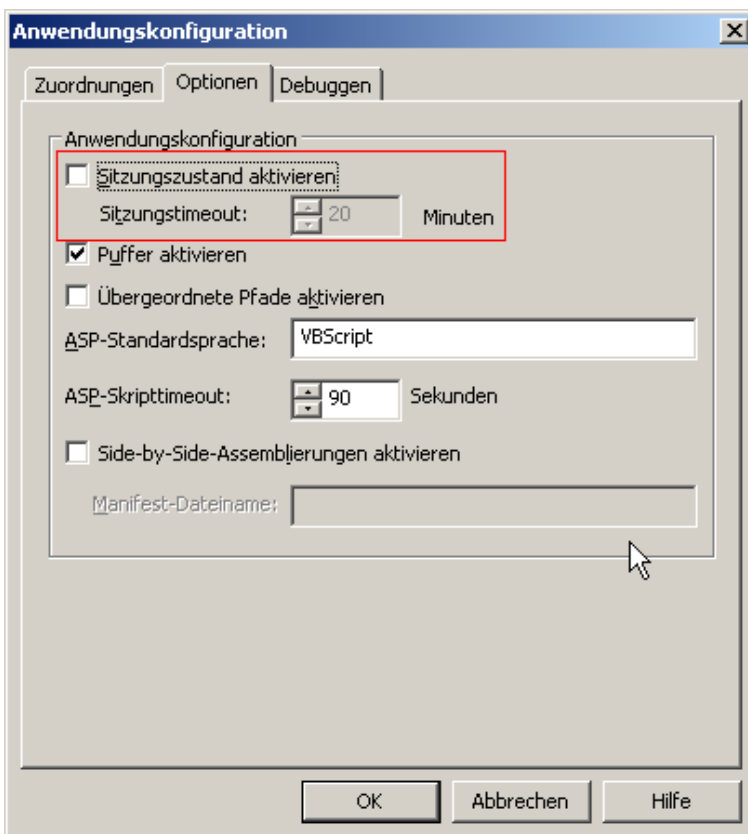 Anwendungskonfiguration
Zuordnungen Optionen Debuggen
Anwendungskonfiguration
Sitzungszustand aktivieren
Sitzungstimeout: 20 Minuten
Puffer aktivieren
Übergeordnete Pfade aktivieren
ASP-Standardsprache: VBScript
ASP-Skripttimeout: 90 Sekunden
Side-by-Side-Assemblierungen aktivieren
Manifest-Dateiname:
OK Abbrechen Hilfe